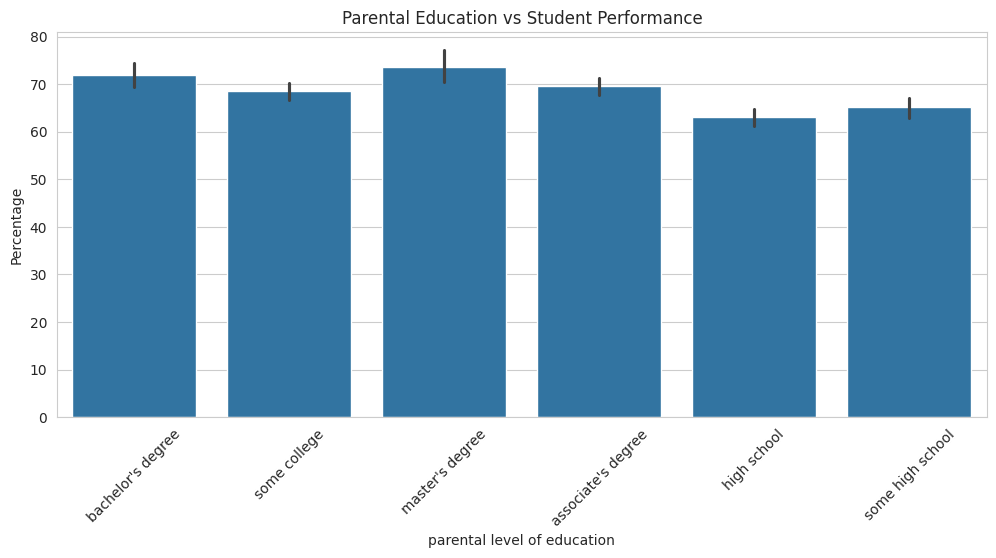 Parental Education vs Student Performance
Percentage
80
70
60
50
40
30
20
10
0
bachelor's degree
some college
master's degree
associate's degree
high school
some high school
parental level of education